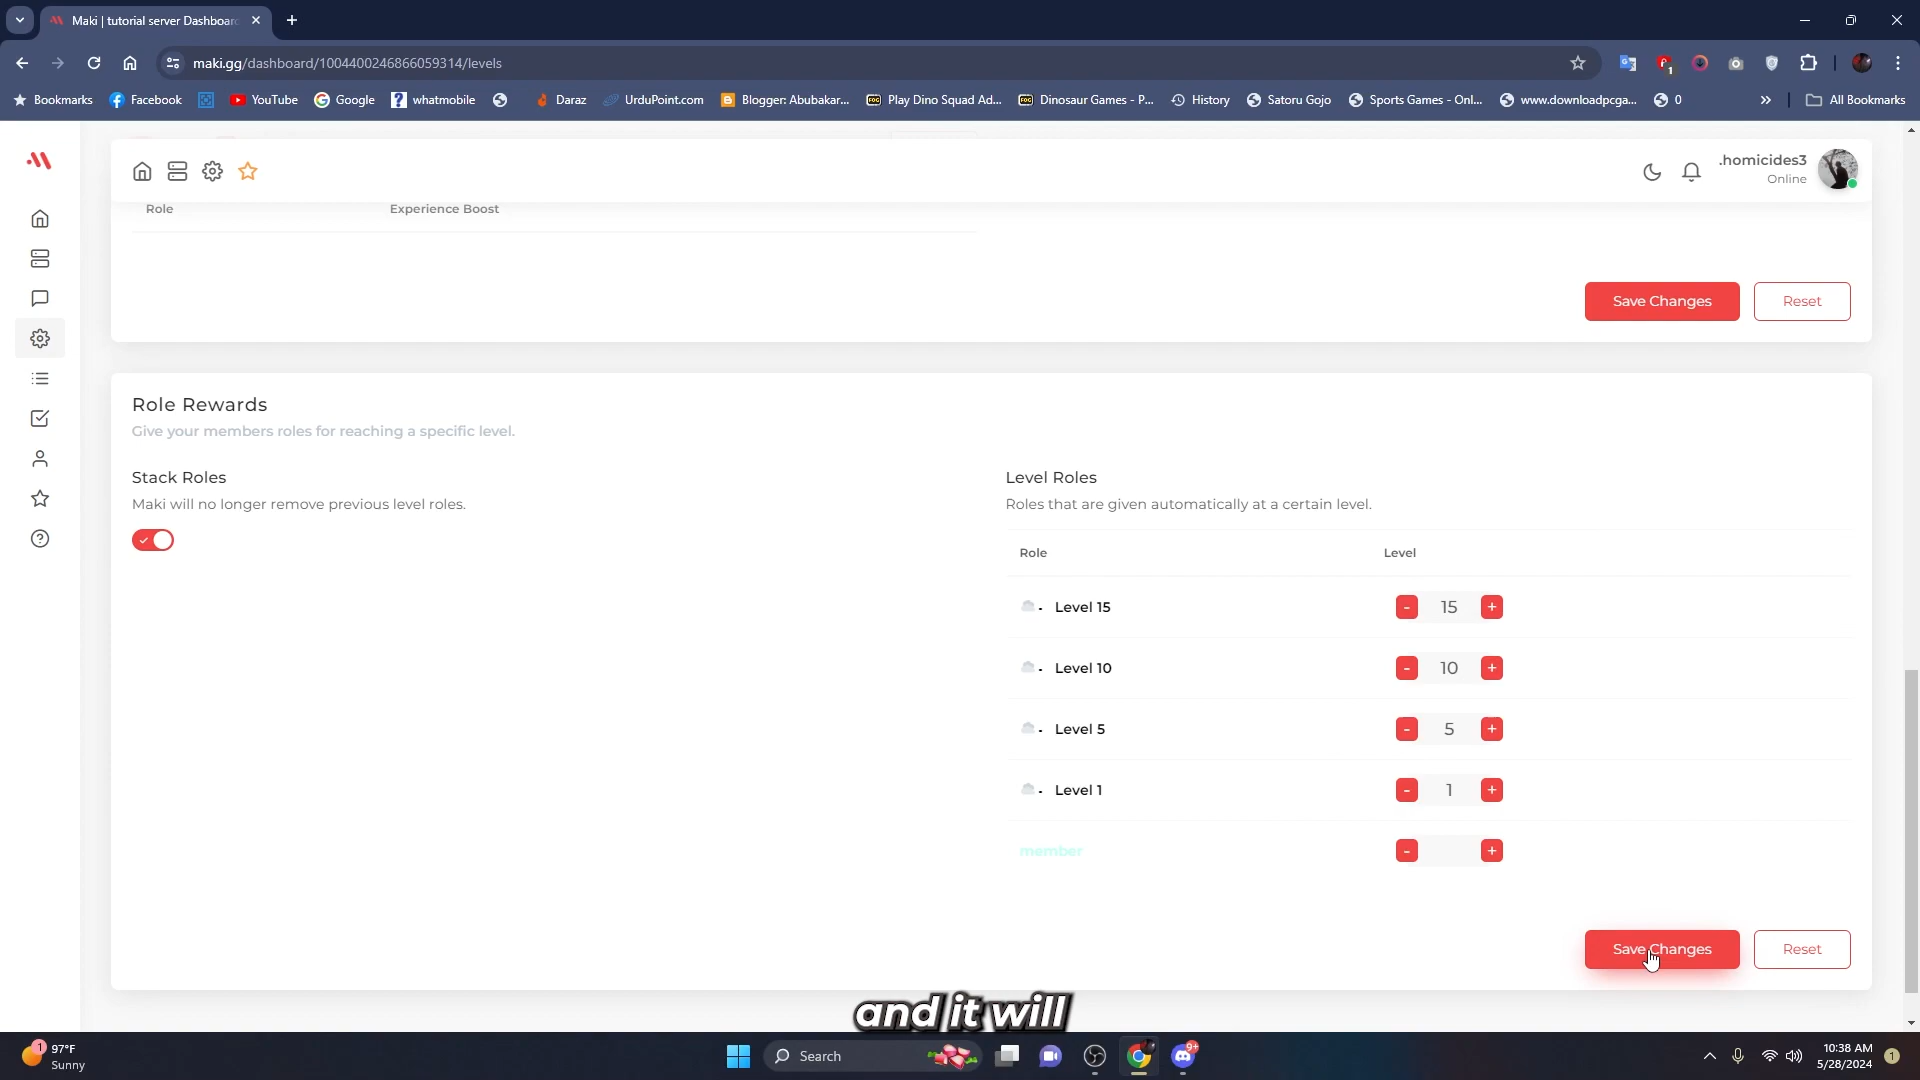 Maki | tutorial server Dashboar
maki.gg/dashboard/1004400246866059314/levels
1
Bookmarks
Facebook
YouTube
Google
whatmobile
Daraz
UrduPoint.com
Blogger: Abubakar...
Play Dino Squad Ad...
Dinosaur Games - P...
History
Satoru Gojo
Sports Games - Onl...
www.downloadpcga...
0
All Bookmarks
.homicides3
Online
Role
Experience Boost
Save Changes
Reset
Role Rewards
Give your members roles for reaching a specific level.
Stack Roles
Maki will no longer remove previous level roles.
Level Roles
Roles that are given automatically at a certain level.
Role
Level
Level 15
- 15 +
Level 10
- 10 +
Level 5
- 5 +
Level 1
- 1 +
member
- +
Save Changes
Reset
and it will
1
97°F
Sunny
Search
9+
10:38 AM
5/28/2024
1